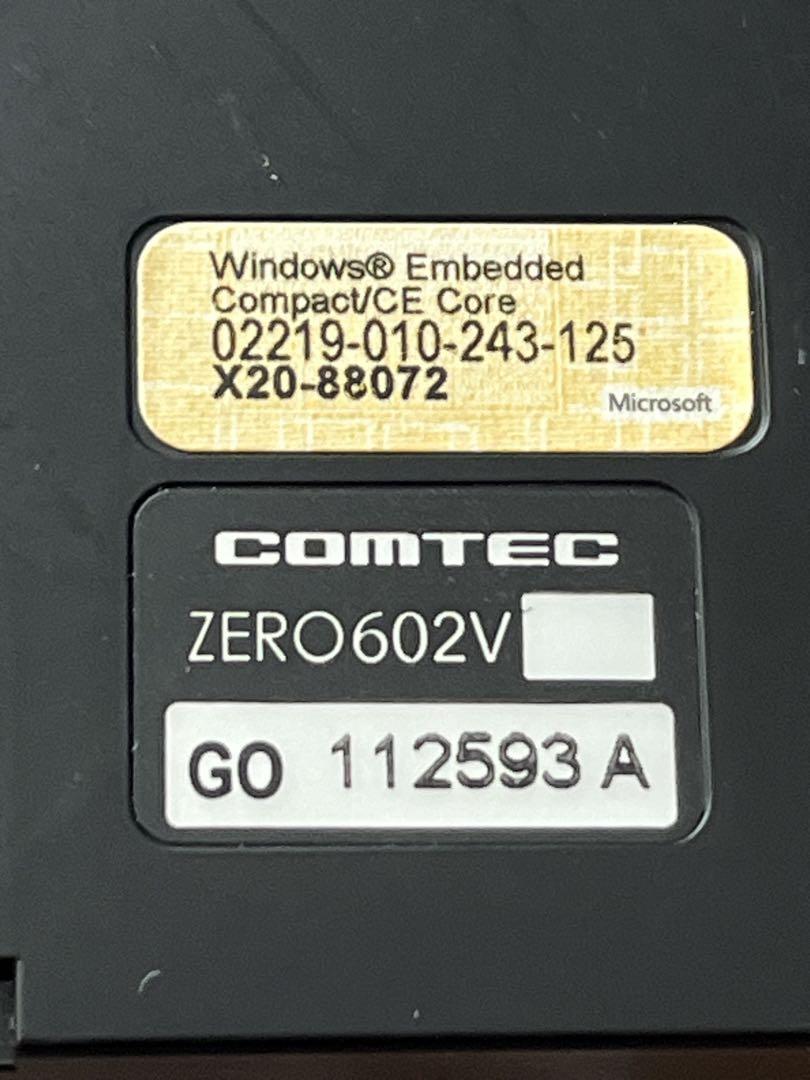 Windows® Embedded
Compact/CE Core
02219-010-243-125
X20-88072
Microsoft
COMTEC
ZERO602V
GO 112593 A